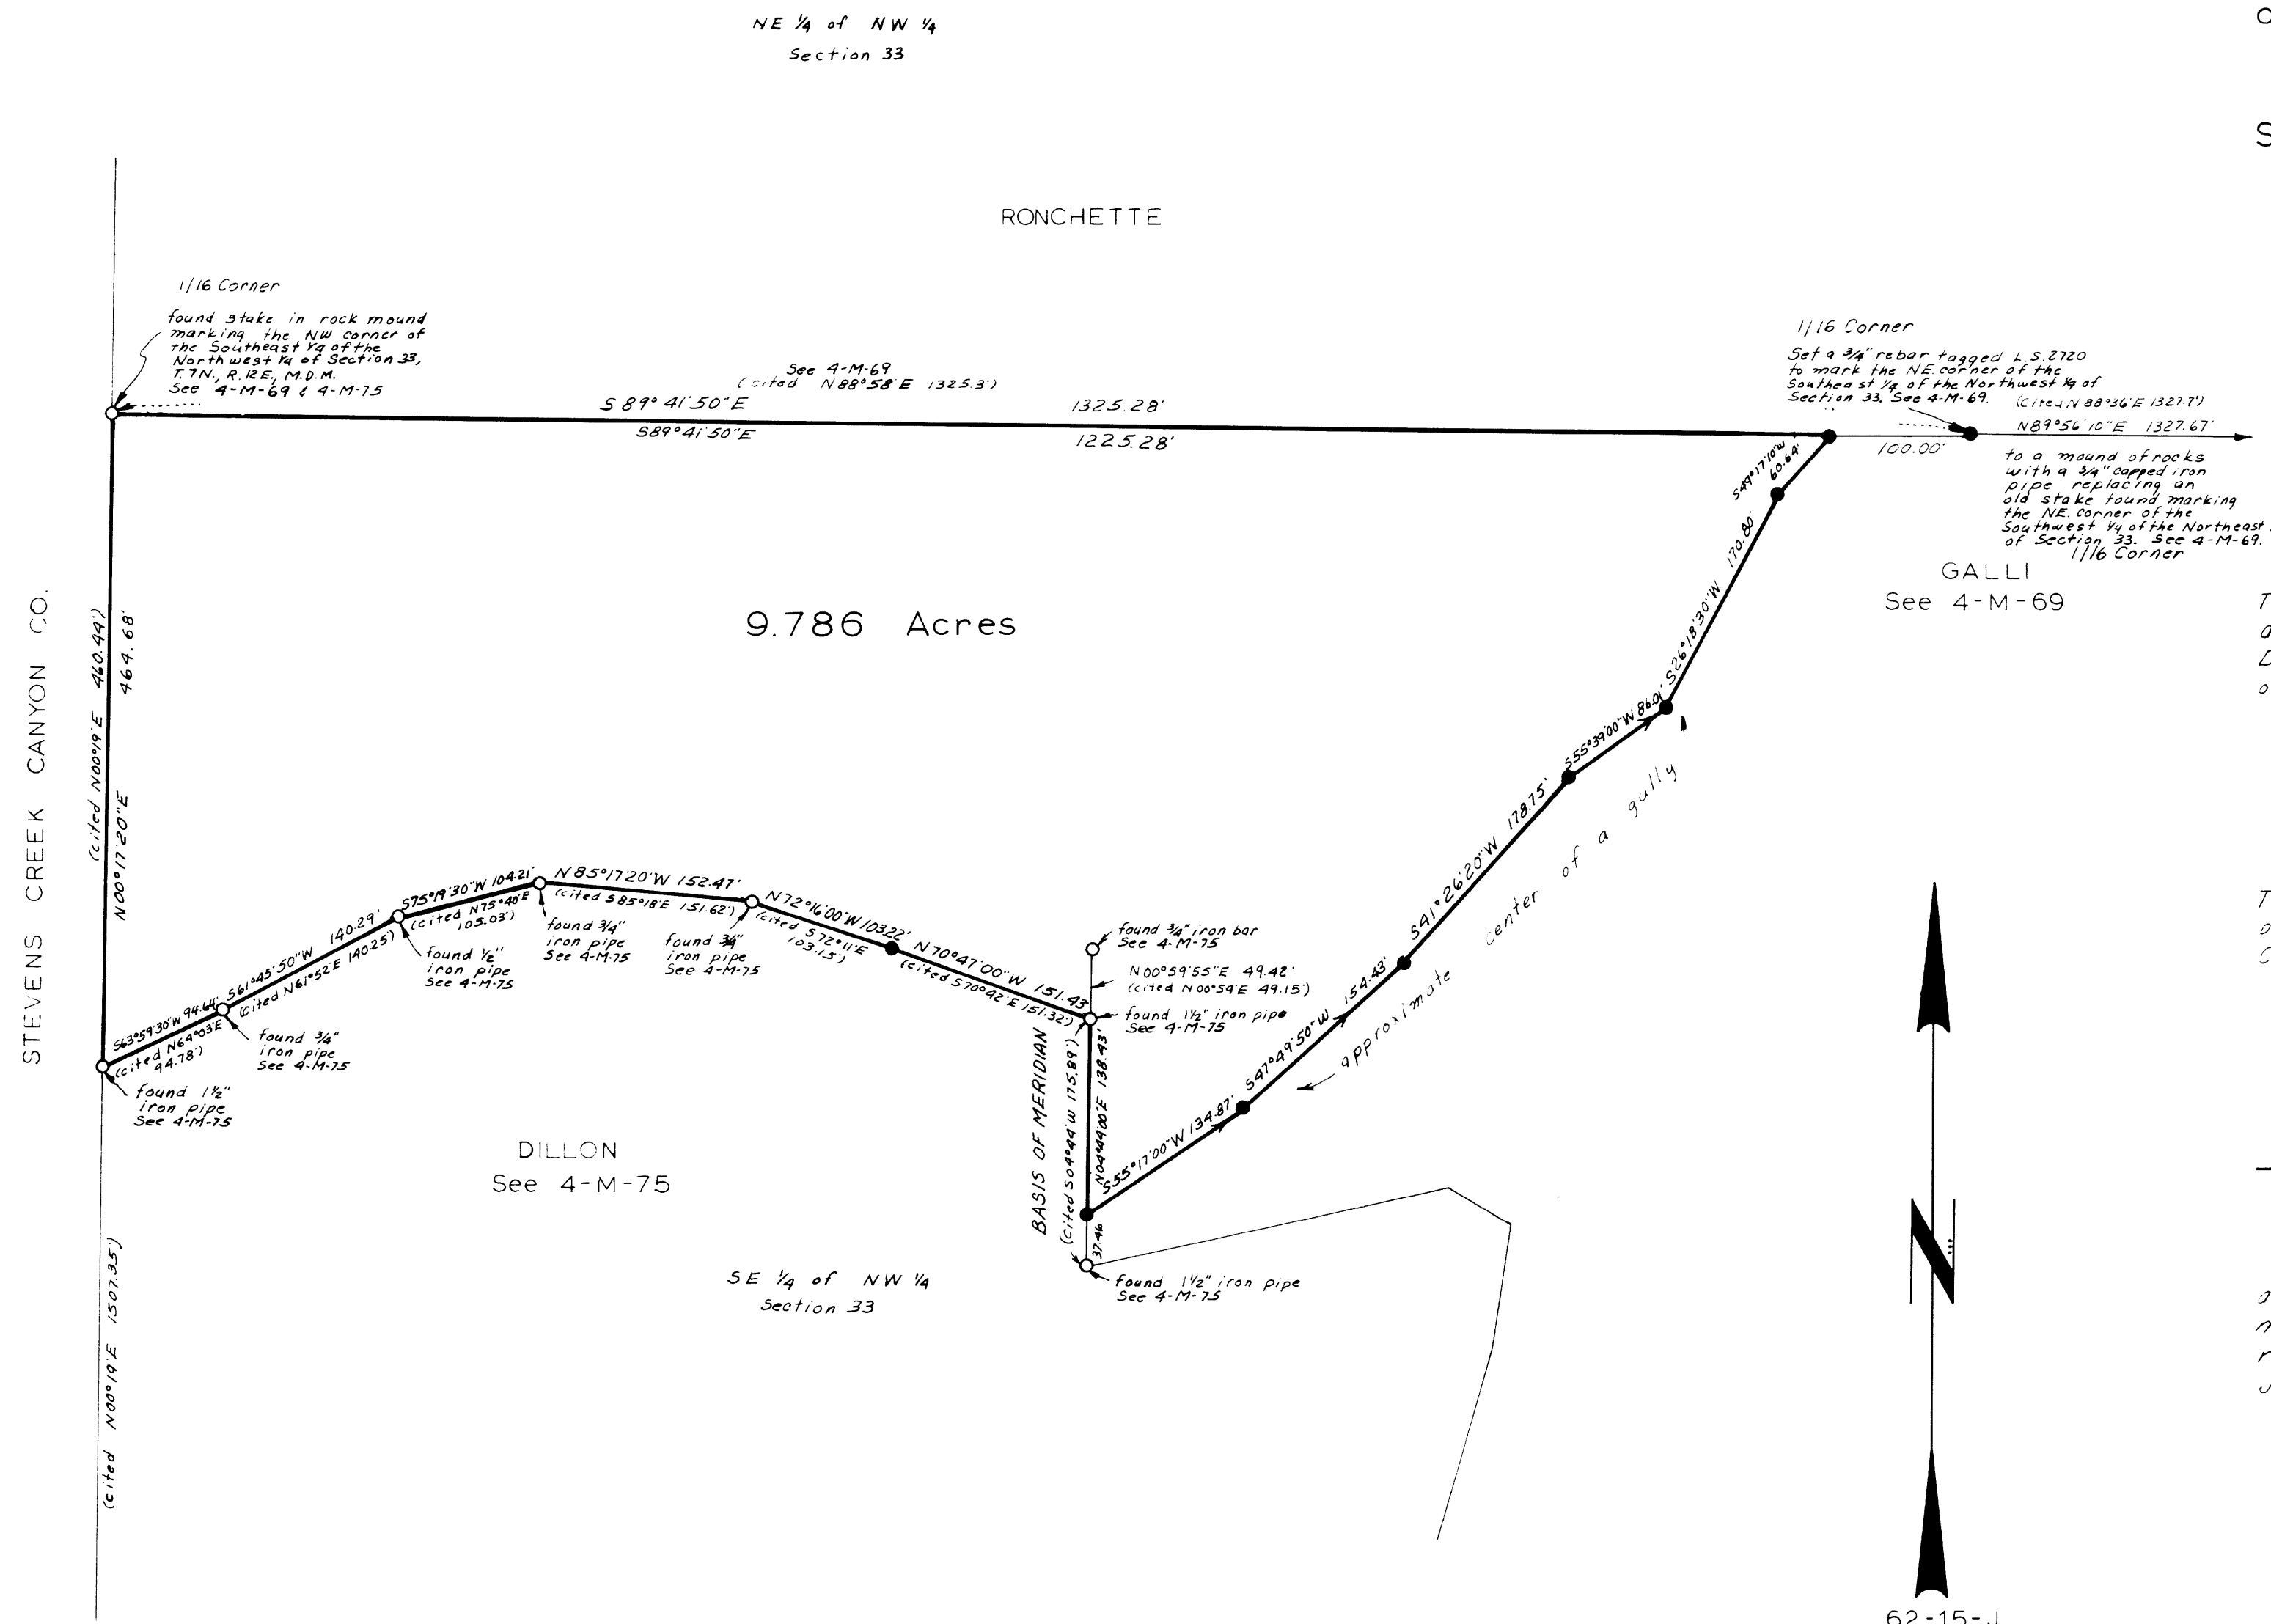 NE 1/4 of NW 1/4
Section 33
RONCHETTE
1/16 Corner
found stake in rock mound
marking the NW corner of
the Southeast 1/4 of the
Northwest 1/4 of Section 33,
T.7N., R.12E., M.D.M.
See 4-M-69 & 4-M-75
See 4-M-69
(cited N88°58'E 1325.3')
S 89° 41' 50" E 1325.28'
S89°41'50"E 1225.28'
1/16 Corner
Set a 3/4" rebar tagged L.S.2720
to mark the NE. corner of the
Southeast 1/4 of the Northwest 1/4 of
Section 33. See 4-M-69.
(Cited N 88°36'E 1327.7')
N89°56'10"E 1327.67'
100.00'
to a mound of rocks
with a 3/4" capped iron
pipe replacing an
old stake found marking
the NE. corner of the
Southwest 1/4 of the Northeast
of Section 33. See 4-M-69.
1/16 Corner
GALLI
See 4-M-69
S49°17'10"W
60.64'
S26°18'30"W 170.80'
S55°39'00"W 86.01'
S41°26'20"W 178.75'
S47°49'50"W 154.43'
S55°17'00"W 134.87'
approximate center of a gully
9.786 Acres
STEVENS CREEK CANYON CO.
(cited N00°19'E 460.44')
N00°17'20"E 464.68'
S63°59'30"W 94.64'
(cited N64°03'E
94.78')
S61°45'50"W 140.29'
(cited N61°52'E 140.25')
S75°19'30"W 104.21'
(cited N75°40'E
105.03')
N 85°17'20"W 152.47'
(cited S85°18'E 151.62')
N72°16'00"W 103.22'
(cited S72°11'E
103.15')
N 70°47'00"W 151.43'
(cited S70°42'E 151.32')
found 1 1/2"
iron pipe
See 4-M-75
found 3/4"
iron pipe
See 4-M-75
found 1/2"
iron pipe
See 4-M-75
found 3/4"
iron pipe
See 4-M-75
found 3/4"
iron pipe
See 4-M-75
found 3/4" iron bar
See 4-M-75
N00°59'55"E 49.42'
(cited N00°59'E 49.15')
found 1 1/2" iron pipe
See 4-M-75
BASIS OF MERIDIAN
(cited S04°44'W 175.89')
N04°44'00"E 138.43'
37.46
found 1 1/2" iron pipe
See 4-M-75
DILLON
See 4-M-75
SE 1/4 of NW 1/4
Section 33
(cited N00°19'E 1507.35')
N
62-15-J